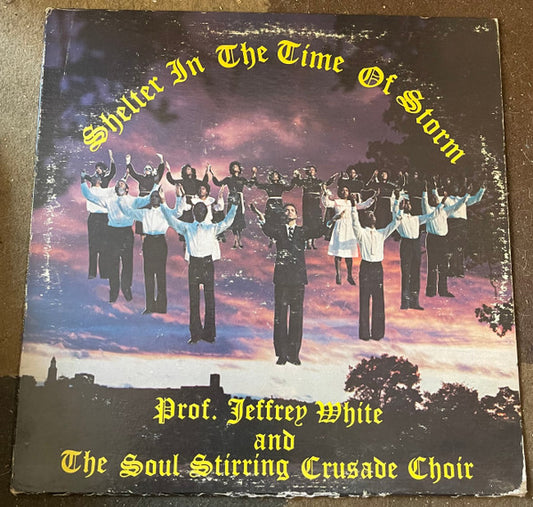 Shelter In The Time Of Storm
Prof. Jeffrey White
and
The Soul Stirring Crusade Choir